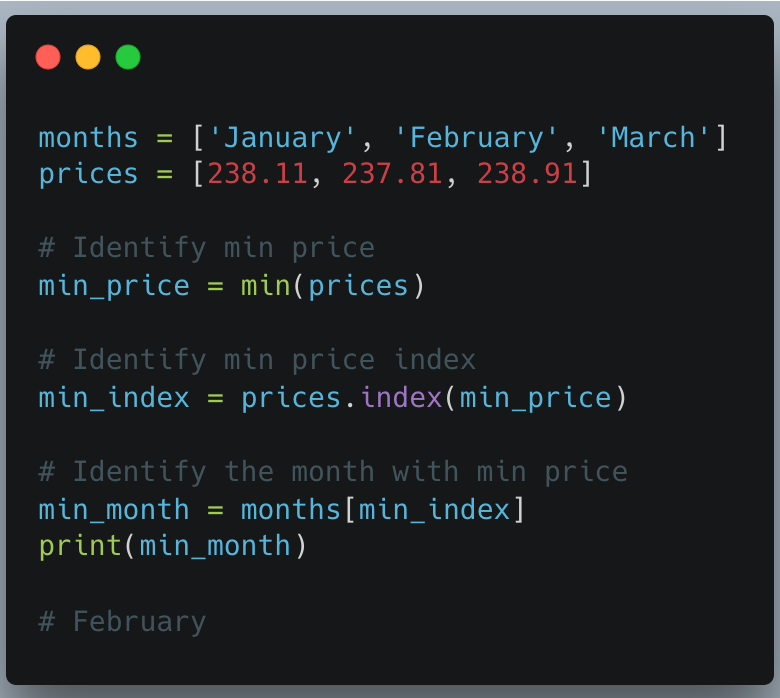 months = ['January', 'February', 'March']
prices = [238.11, 237.81, 238.91]
# Identify min price
min_price = min(prices)
# Identify min price index
min_index = prices.index(min_price)
# Identify the month with min price
min_month = months[min_index]
print(min_month)
# February